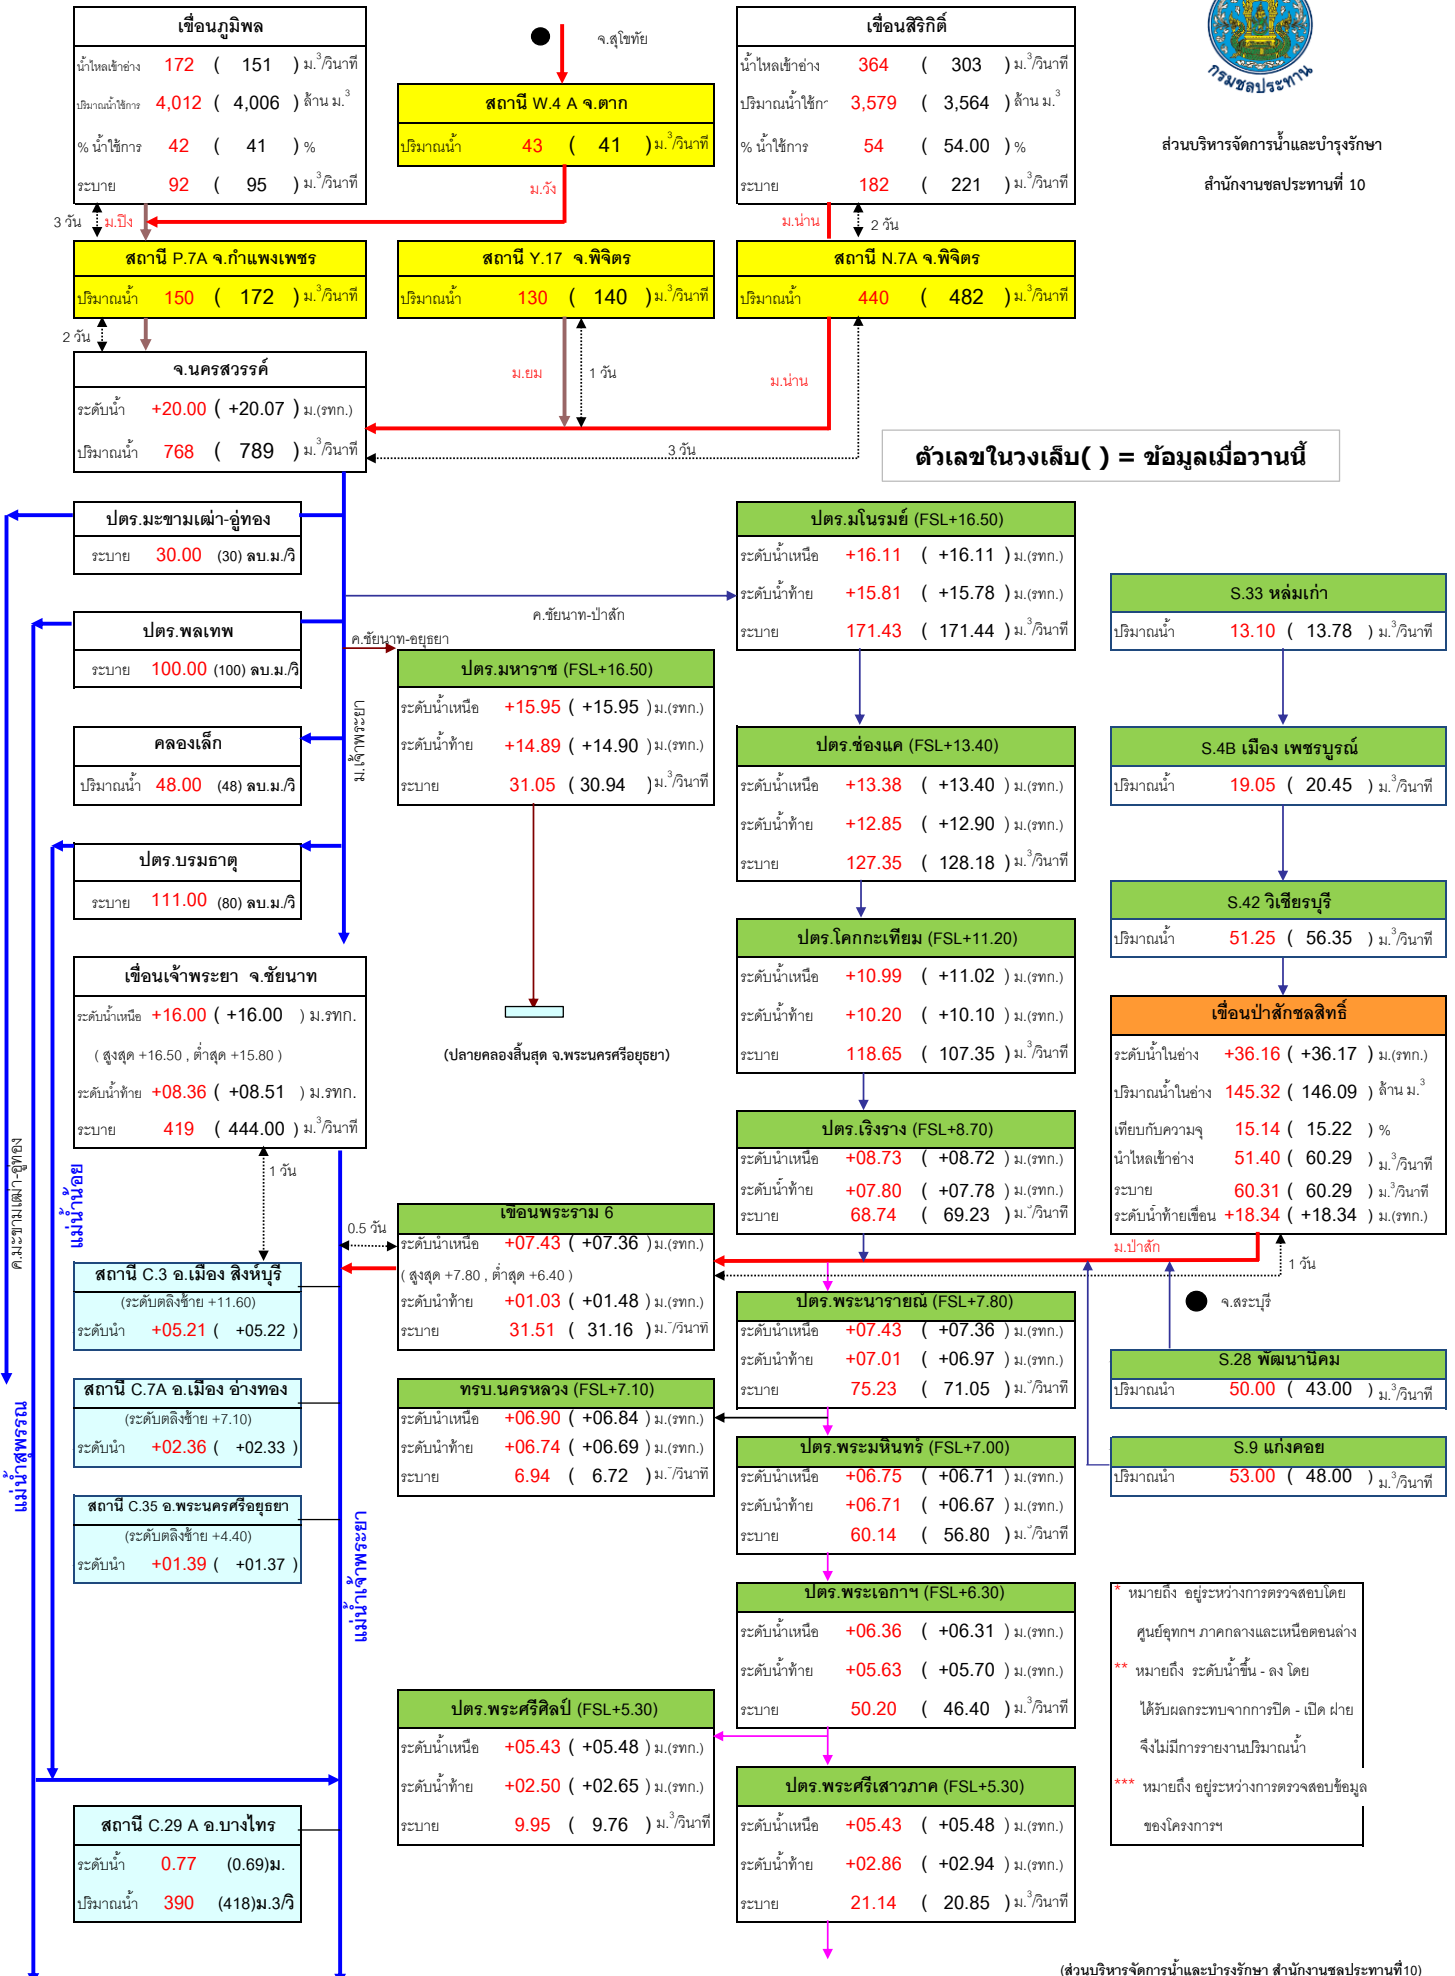 เขื่อนภูมิพล
น้ำไหลเข้าอ่าง 172 ( 151 ) ม.³/วินาที
ปริมาณน้ำใช้การ 4,012 ( 4,006 ) ล้าน ม.³
% น้ำใช้การ 42 ( 41 ) %
ระบาย 92 ( 95 ) ม.³/วินาที
จ.สุโขทัย
สถานี W.4 A จ.ตาก
ปริมาณน้ำ 43 ( 41 ) ม.³/วินาที
ม.วัง
เขื่อนสิริกิติ์
น้ำไหลเข้าอ่าง 364 ( 303 ) ม.³/วินาที
ปริมาณน้ำใช้กา 3,579 ( 3,564 ) ล้าน ม.³
% น้ำใช้การ 54 ( 54.00 ) %
ระบาย 182 ( 221 ) ม.³/วินาที
กรมชลประทาน
ส่วนบริหารจัดการน้ำและบำรุงรักษา
สำนักงานชลประทานที่ 10
3 วัน ม.ปิง
ม.น่าน 2 วัน
สถานี P.7A จ.กำแพงเพชร
ปริมาณน้ำ 150 ( 172 ) ม.³/วินาที
สถานี Y.17 จ.พิจิตร
ปริมาณน้ำ 130 ( 140 ) ม.³/วินาที
สถานี N.7A จ.พิจิตร
ปริมาณน้ำ 440 ( 482 ) ม.³/วินาที
2 วัน
ม.ยม 1 วัน
ม.น่าน
3 วัน
จ.นครสวรรค์
ระดับน้ำ +20.00 ( +20.07 ) ม.(รทก.)
ปริมาณน้ำ 768 ( 789 ) ม.³/วินาที
ตัวเลขในวงเล็บ( ) = ข้อมูลเมื่อวานนี้
ปตร.มะขามเฒ่า-อู่ทอง
ระบาย 30.00 (30) ลบ.ม./วิ
ปตร.พลเทพ
ระบาย 100.00 (100) ลบ.ม./วิ
คลองเล็ก
ปริมาณน้ำ 48.00 (48) ลบ.ม./วิ
ปตร.บรมธาตุ
ระบาย 111.00 (80) ลบ.ม./วิ
ค.ชัยนาท-ป่าสัก
ค.ชัยนาท-อยุธยา
ม.เจ้าพระยา
ปตร.มหาราช (FSL+16.50)
ระดับน้ำเหนือ +15.95 ( +15.95 ) ม.(รทก.)
ระดับน้ำท้าย +14.89 ( +14.90 ) ม.(รทก.)
ระบาย 31.05 ( 30.94 ) ม.³/วินาที
(ปลายคลองสิ้นสุด จ.พระนครศรีอยุธยา)
ปตร.มโนรมย์ (FSL+16.50)
ระดับน้ำเหนือ +16.11 ( +16.11 ) ม.(รทก.)
ระดับน้ำท้าย +15.81 ( +15.78 ) ม.(รทก.)
ระบาย 171.43 ( 171.44 ) ม.³/วินาที
ปตร.ช่องแค (FSL+13.40)
ระดับน้ำเหนือ +13.38 ( +13.40 ) ม.(รทก.)
ระดับน้ำท้าย +12.85 ( +12.90 ) ม.(รทก.)
ระบาย 127.35 ( 128.18 ) ม.³/วินาที
ปตร.โคกกะเทียม (FSL+11.20)
ระดับน้ำเหนือ +10.99 ( +11.02 ) ม.(รทก.)
ระดับน้ำท้าย +10.20 ( +10.10 ) ม.(รทก.)
ระบาย 118.65 ( 107.35 ) ม.³/วินาที
ปตร.เริงราง (FSL+8.70)
ระดับน้ำเหนือ +08.73 ( +08.72 ) ม.(รทก.)
ระดับน้ำท้าย +07.80 ( +07.78 ) ม.(รทก.)
ระบาย 68.74 ( 69.23 ) ม.³/วินาที
S.33 หล่มเก่า
ปริมาณน้ำ 13.10 ( 13.78 ) ม.³/วินาที
S.4B เมือง เพชรบูรณ์
ปริมาณน้ำ 19.05 ( 20.45 ) ม.³/วินาที
S.42 วิเชียรบุรี
ปริมาณน้ำ 51.25 ( 56.35 ) ม.³/วินาที
เขื่อนป่าสักชลสิทธิ์
ระดับน้ำในอ่าง +36.16 ( +36.17 ) ม.(รทก.)
ปริมาณน้ำในอ่าง 145.32 ( 146.09 ) ล้าน ม.³
เทียบกับความจุ 15.14 ( 15.22 ) %
น้ำไหลเข้าอ่าง 51.40 ( 60.29 ) ม.³/วินาที
ระบาย 60.31 ( 60.29 ) ม.³/วินาที
ระดับน้ำท้ายเขื่อน +18.34 ( +18.34 ) ม.(รทก.)
ม.ป่าสัก
1 วัน
จ.สระบุรี
เขื่อนเจ้าพระยา จ.ชัยนาท
ระดับน้ำเหนือ +16.00 ( +16.00 ) ม.รทก.
( สูงสุด +16.50 , ต่ำสุด +15.80 )
ระดับน้ำท้าย +08.36 ( +08.51 ) ม.รทก.
ระบาย 419 ( 444.00 ) ม.³/วินาที
1 วัน
0.5 วัน
ค.มะขามเฒ่า-อู่ทอง
แม่น้ำน้อย
แม่น้ำสุพรรณ
แม่น้ำเจ้าพระยา
เขื่อนพระราม 6
ระดับน้ำเหนือ +07.43 ( +07.36 ) ม.(รทก.)
( สูงสุด +7.80 , ต่ำสุด +6.40 )
ระดับน้ำท้าย +01.03 ( +01.48 ) ม.(รทก.)
ระบาย 31.51 ( 31.16 ) ม.³/วินาที
สถานี C.3 อ.เมือง สิงห์บุรี
(ระดับตลิ่งซ้าย +11.60)
ระดับน้ำ +05.21 ( +05.22 )
สถานี C.7A อ.เมือง อ่างทอง
(ระดับตลิ่งซ้าย +7.10)
ระดับน้ำ +02.36 ( +02.33 )
สถานี C.35 อ.พระนครศรีอยุธยา
(ระดับตลิ่งซ้าย +4.40)
ระดับน้ำ +01.39 ( +01.37 )
สถานี C.29 A อ.บางไทร
ระดับน้ำ 0.77 (0.69)ม.
ปริมาณน้ำ 390 (418)ม.3/วิ
ทรบ.นครหลวง (FSL+7.10)
ระดับน้ำเหนือ +06.90 ( +06.84 ) ม.(รทก.)
ระดับน้ำท้าย +06.74 ( +06.69 ) ม.(รทก.)
ระบาย 6.94 ( 6.72 ) ม.³/วินาที
ปตร.พระนารายณ์ (FSL+7.80)
ระดับน้ำเหนือ +07.43 ( +07.36 ) ม.(รทก.)
ระดับน้ำท้าย +07.01 ( +06.97 ) ม.(รทก.)
ระบาย 75.23 ( 71.05 ) ม.³/วินาที
ปตร.พระมหินทร์ (FSL+7.00)
ระดับน้ำเหนือ +06.75 ( +06.71 ) ม.(รทก.)
ระดับน้ำท้าย +06.71 ( +06.67 ) ม.(รทก.)
ระบาย 60.14 ( 56.80 ) ม.³/วินาที
ปตร.พระเอกาฯ (FSL+6.30)
ระดับน้ำเหนือ +06.36 ( +06.31 ) ม.(รทก.)
ระดับน้ำท้าย +05.63 ( +05.70 ) ม.(รทก.)
ระบาย 50.20 ( 46.40 ) ม.³/วินาที
ปตร.พระศรีศิลป์ (FSL+5.30)
ระดับน้ำเหนือ +05.43 ( +05.48 ) ม.(รทก.)
ระดับน้ำท้าย +02.50 ( +02.65 ) ม.(รทก.)
ระบาย 9.95 ( 9.76 ) ม.³/วินาที
ปตร.พระศรีเสาวภาค (FSL+5.30)
ระดับน้ำเหนือ +05.43 ( +05.48 ) ม.(รทก.)
ระดับน้ำท้าย +02.86 ( +02.94 ) ม.(รทก.)
ระบาย 21.14 ( 20.85 ) ม.³/วินาที
S.28 พัฒนานิคม
ปริมาณน้ำ 50.00 ( 43.00 ) ม.³/วินาที
S.9 แก่งคอย
ปริมาณน้ำ 53.00 ( 48.00 ) ม.³/วินาที
* หมายถึง อยู่ระหว่างการตรวจสอบโดย
ศูนย์อุทกฯ ภาคกลางและเหนือตอนล่าง
** หมายถึง ระดับน้ำขึ้น - ลง โดย
ได้รับผลกระทบจากการปิด - เปิด ฝาย
จึงไม่มีการรายงานปริมาณน้ำ
*** หมายถึง อยู่ระหว่างการตรวจสอบข้อมูล
ของโครงการฯ
(ส่วนบริหารจัดการน้ำและบำรุงรักษา สำนักงานชลประทานที่10)